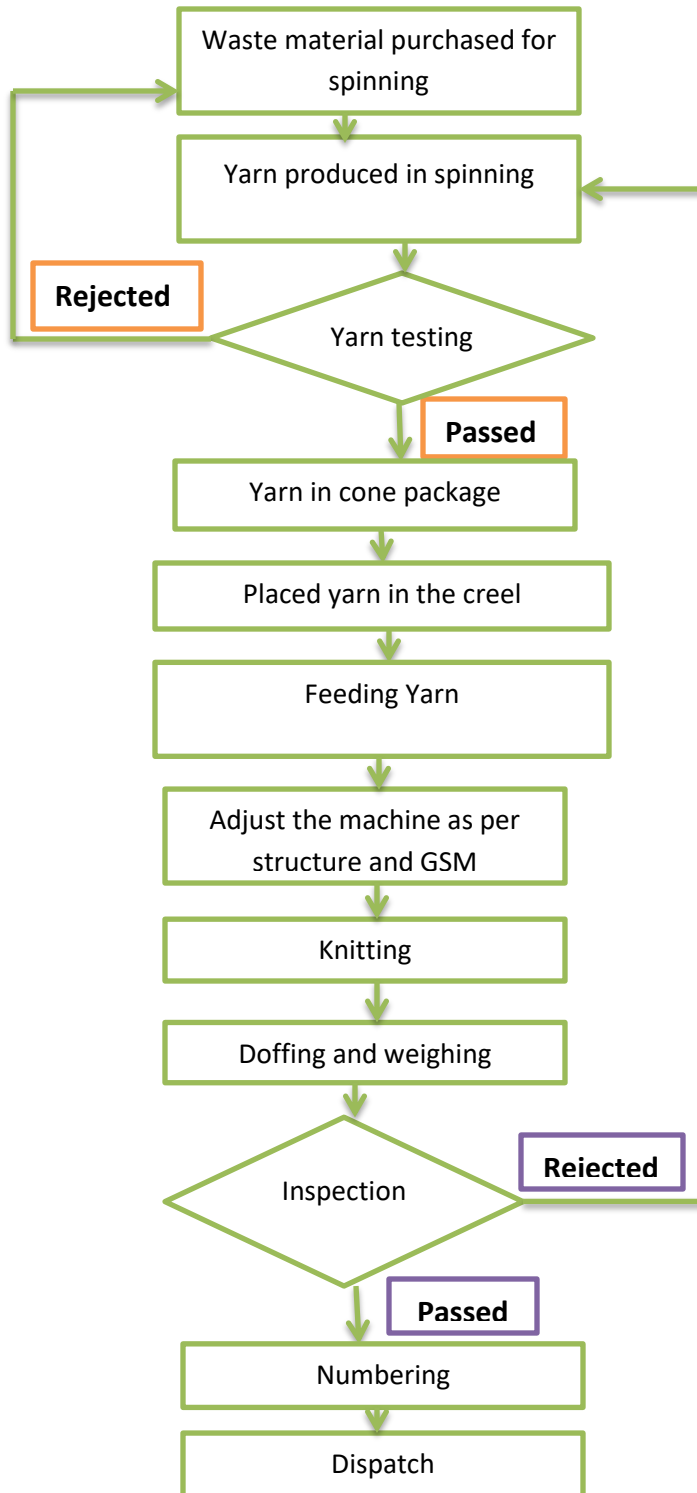 Waste material purchased for
spinning
Yarn produced in spinning
Rejected
Yarn testing
Passed
Yarn in cone package
Placed yarn in the creel
Feeding Yarn
Adjust the machine as per
structure and GSM
Knitting
Doffing and weighing
Rejected
Inspection
Passed
Numbering
Dispatch